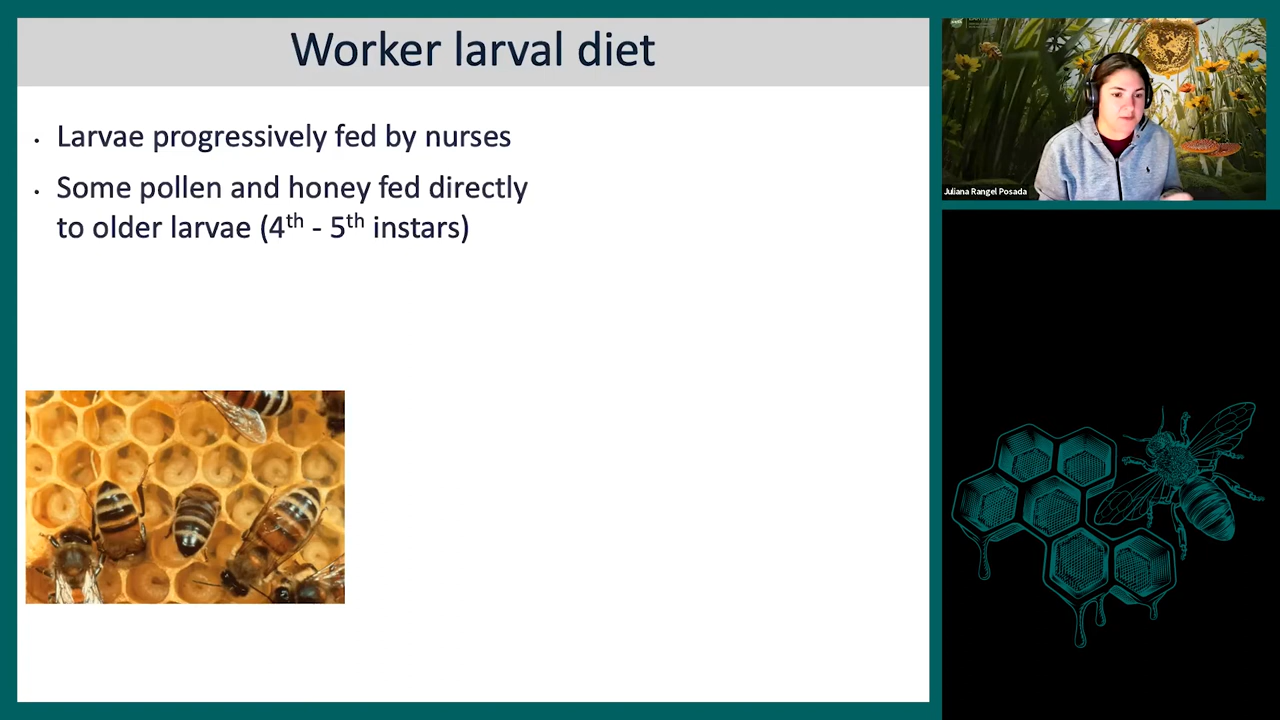 Worker larval diet
• Larvae progressively fed by nurses
• Some pollen and honey fed directly
to older larvae (4th - 5th instars)
Juliana Rangel Posada